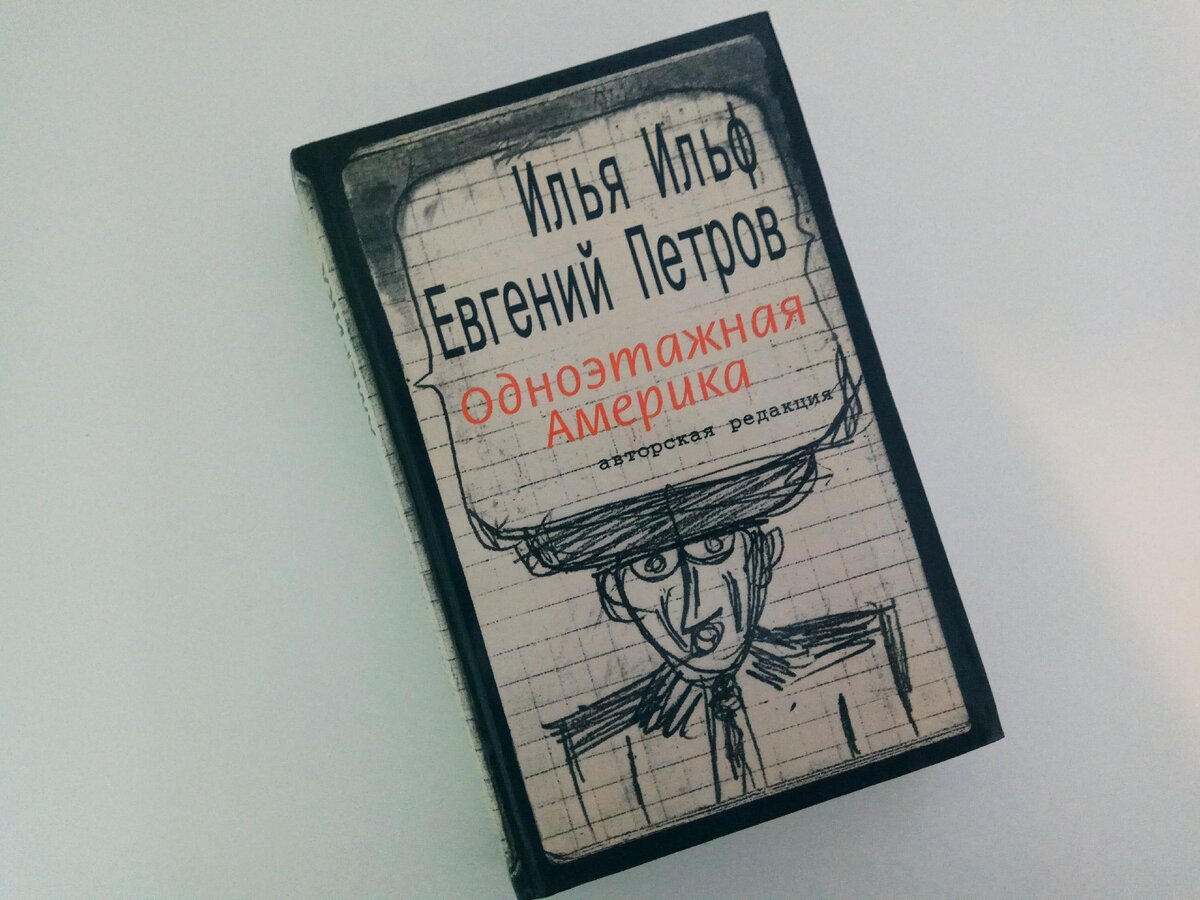 Илья Ильф
Евгений Петров
Одноэтажная
Америка
авторская редакция